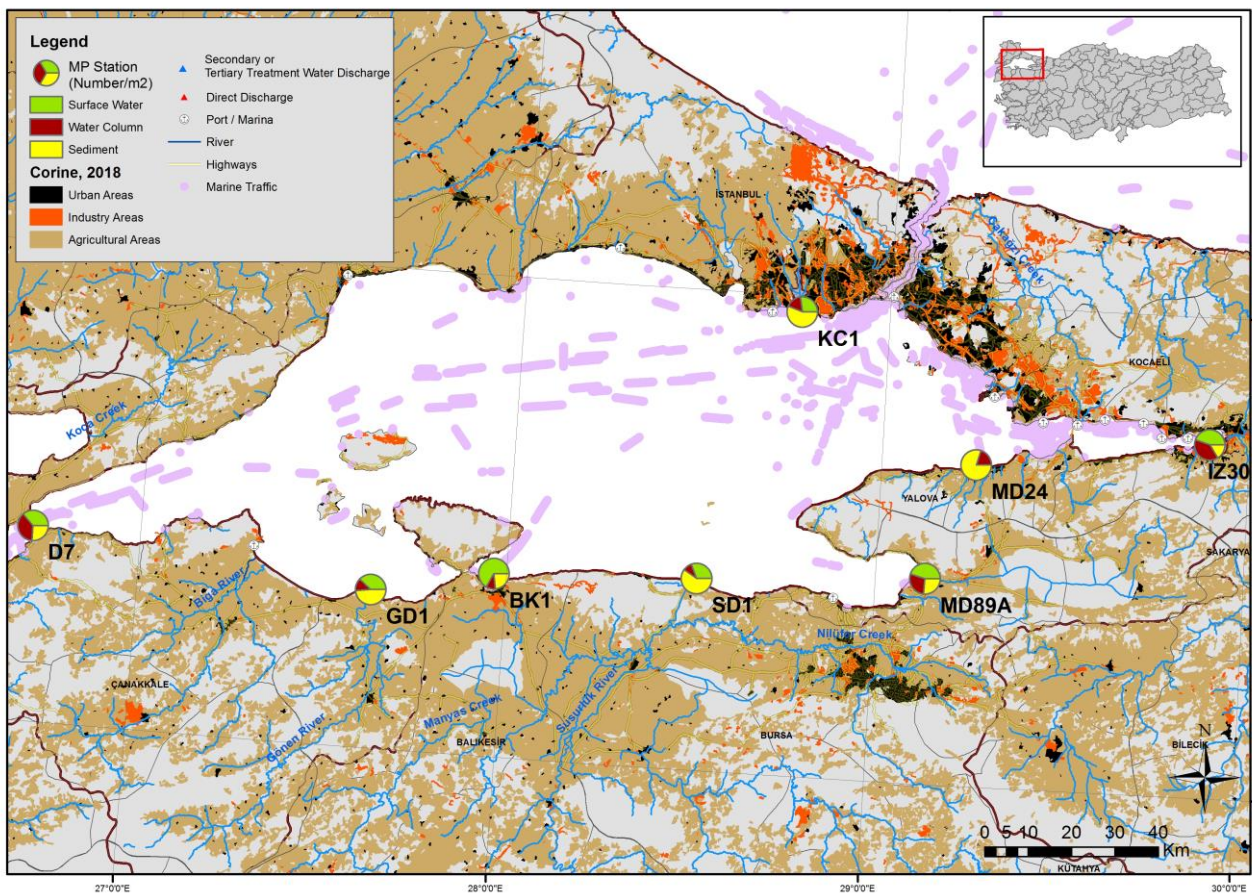 Legend
MP Station
(Number/m2)
Surface Water
Water Column
Sediment
Corine, 2018
Urban Areas
Industry Areas
Agricultural Areas
Secondary or
Tertiary Treatment Water Discharge
Direct Discharge
Port / Marina
River
Highways
Marine Traffic
İSTANBUL
KC1
KOCAELİ
Koca Creek
IZ30
MD24
YALOVA
SAKARYA
D7
Biga River
GD1
BK1
SD1
MD89A
Nilüfer Creek
ÇANAKKALE
Gönen River
Manyas Creek
Susurluk River
BALIKESİR
BURSA
N
BİLECİK
0 5 10 20 30 40
Km
KÜTAHYA
27°0'0"E
28°0'0"E
29°0'0"E
30°0'0"E